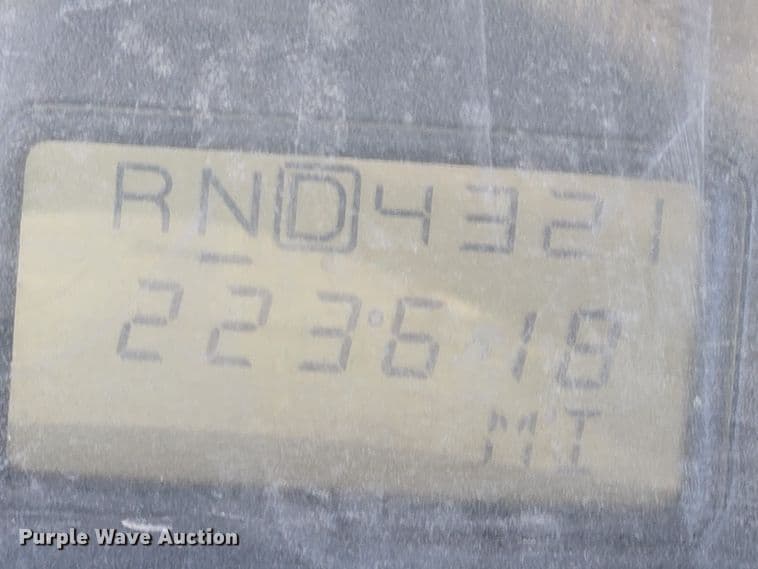 RND4321
223618
MI
Purple Wave Auction